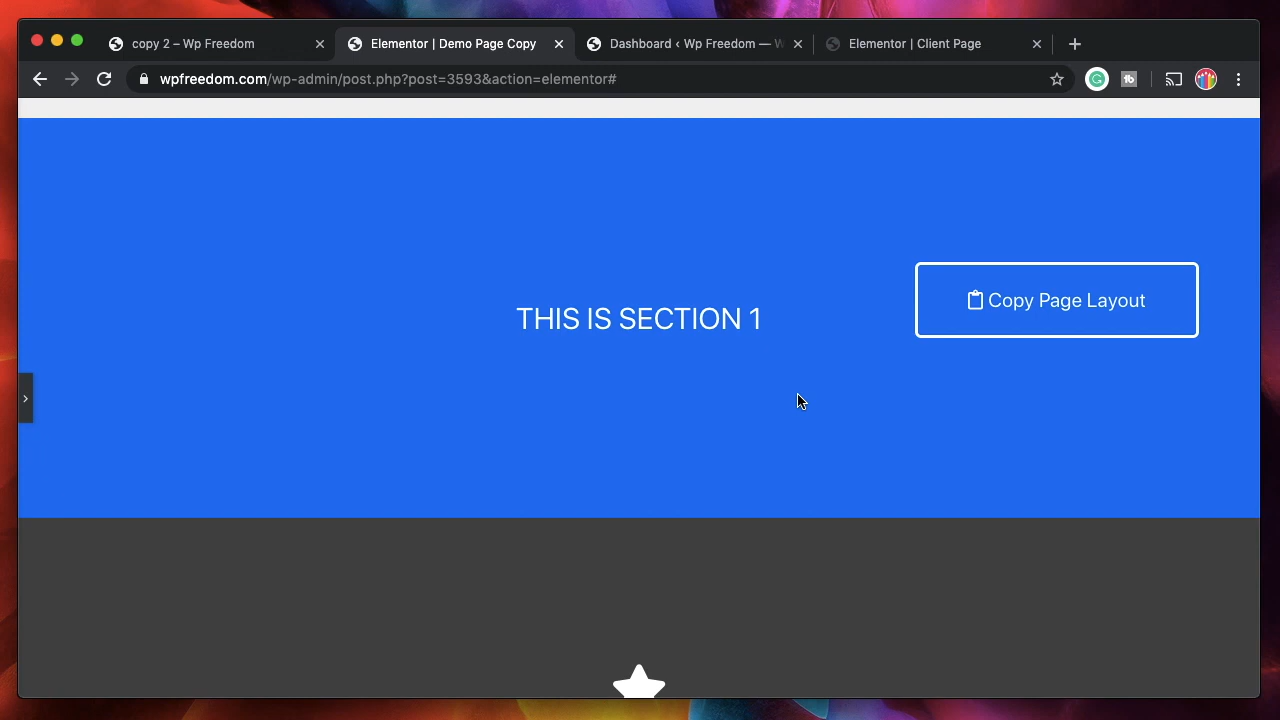 copy 2 – Wp Freedom
Elementor | Demo Page Copy
Dashboard ‹ Wp Freedom — W
Elementor | Client Page
wpfreedom.com/wp-admin/post.php?post=3593&action=elementor#
THIS IS SECTION 1
Copy Page Layout